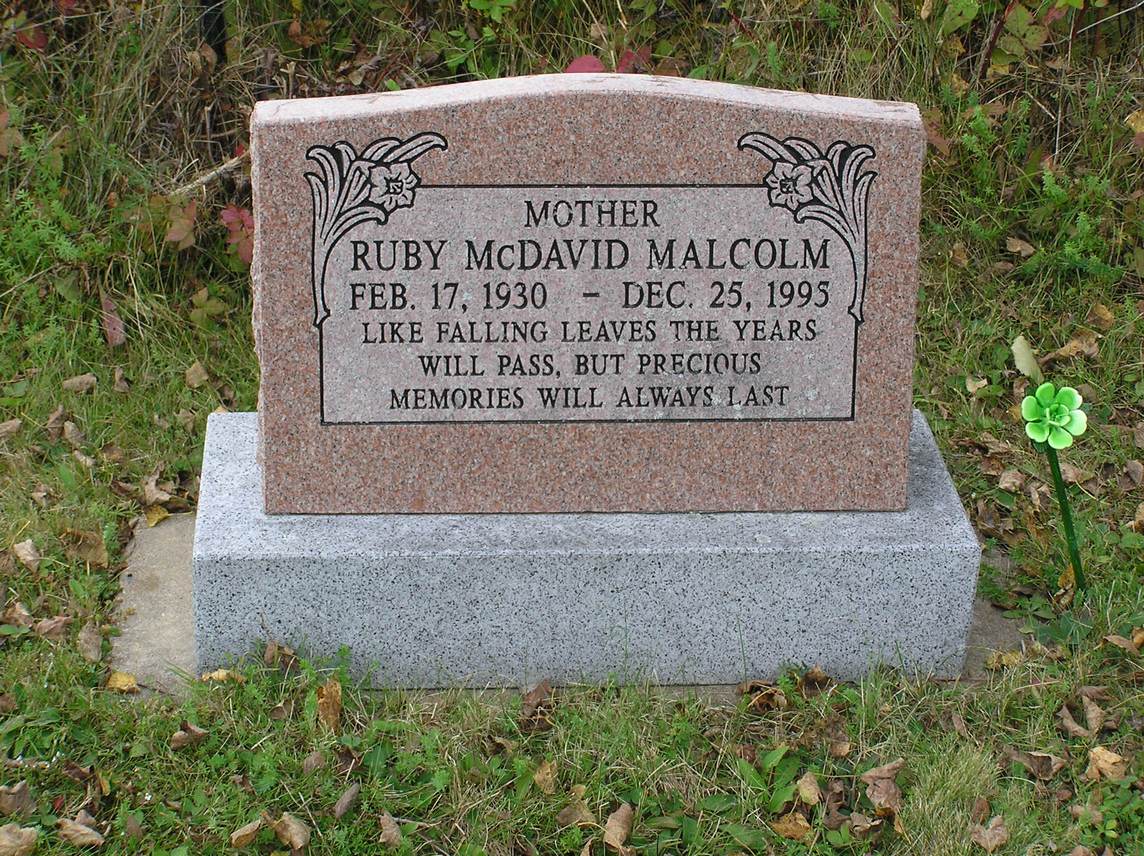 MOTHER
RUBY McDAVID MALCOLM
FEB. 17, 1930 – DEC. 25, 1995
LIKE FALLING LEAVES THE YEARS
WILL PASS, BUT PRECIOUS
MEMORIES WILL ALWAYS LAST